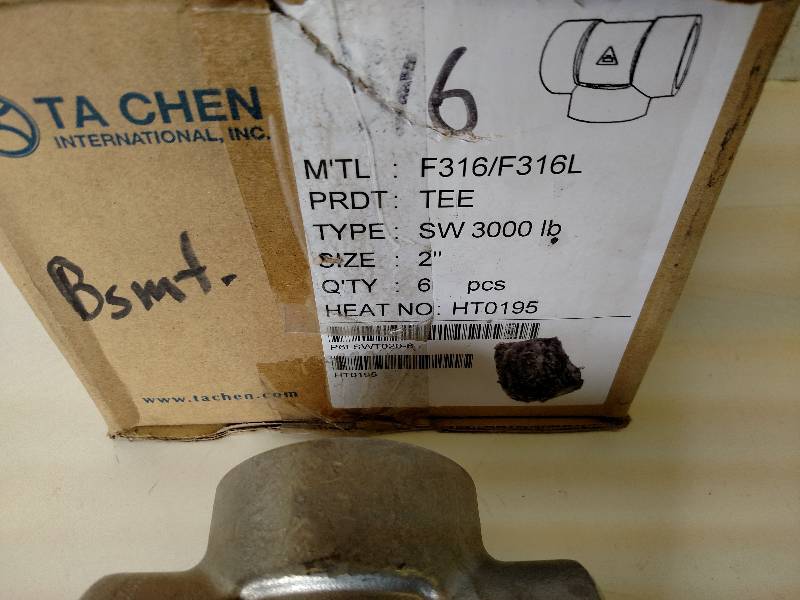 TA CHEN
INTERNATIONAL, INC.
Bsmt.
www.tachen.com
6
M'TL : F316/F316L
PRDT: TEE
TYPE : SW 3000 lb
SIZE : 2"
Q'TY : 6 pcs
HEAT NO: HT0195
HT0195